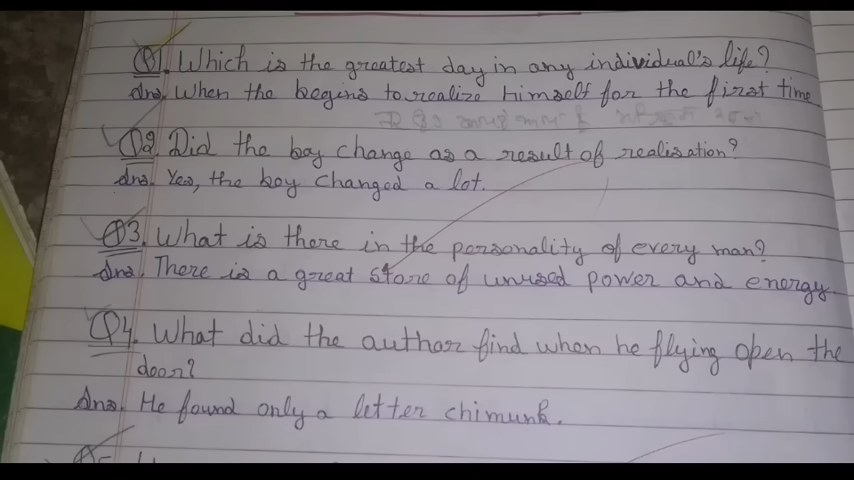 Q1. Which is the greatest day in any individual's life?
Ans. When the begins to realize himself for the first time
Q2. Did the boy change as a result of realisation?
Ans. Yes, the boy changed a lot.
Q3. What is there in the personality of every man?
Ans. There is a great store of unused power and energy.
Q4. What did the author find when he flying open the
door?
Ans. He found only a letter chimunk.